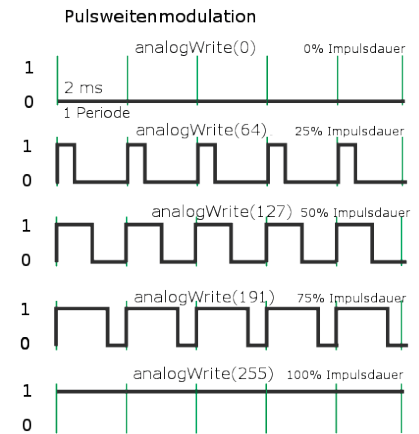 Pulsweitenmodulation
analogWrite(0) 0% Impulsdauer
1
2 ms
0
1 Periode
analogWrite(64) 25% Impulsdauer
1
0
analogWrite(127) 50% Impulsdauer
1
0
analogWrite(191) 75% Impulsdauer
1
0
analogWrite(255) 100% Impulsdauer
1
0